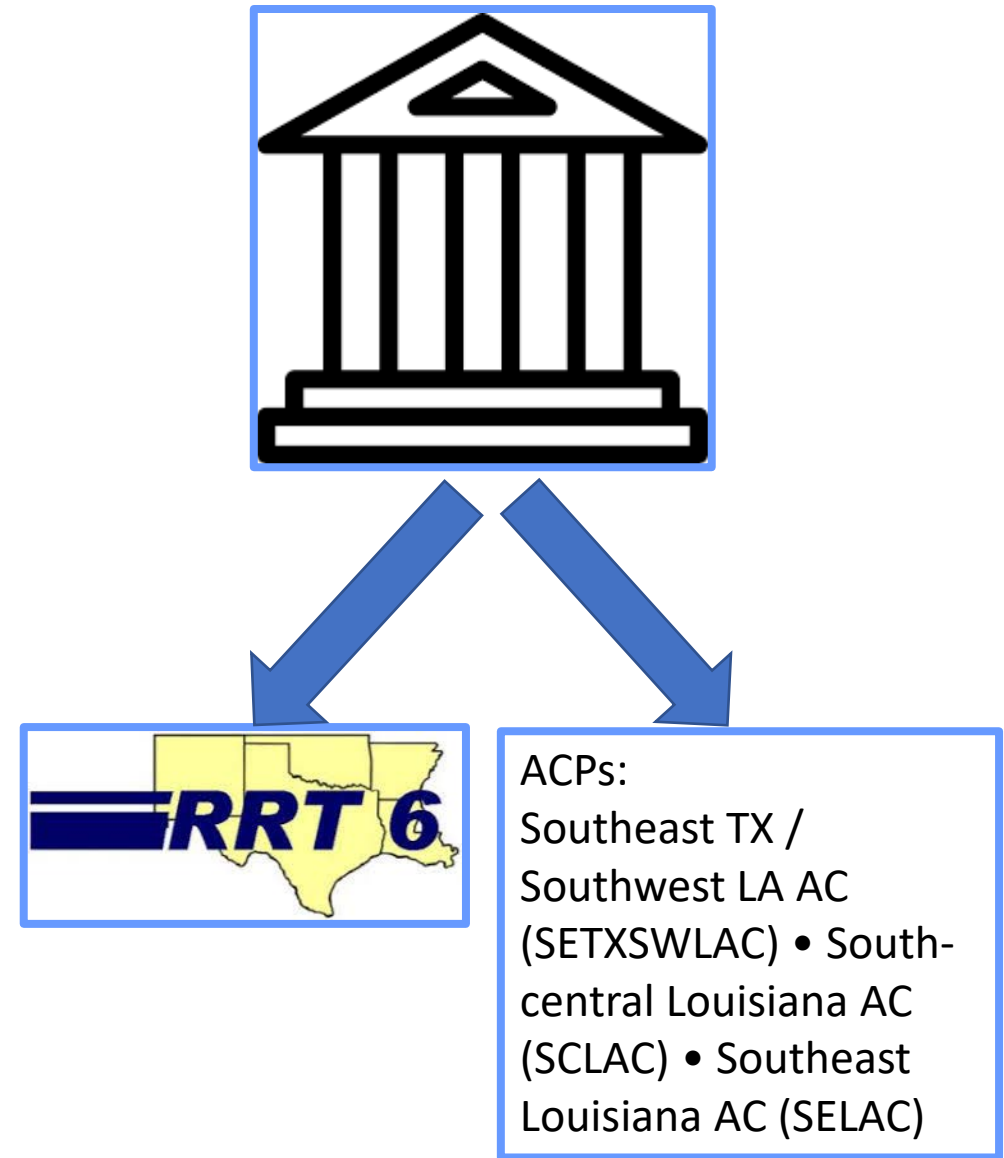 RRT 6
ACPs:
Southeast TX /
Southwest LA AC
(SETXSWLAC) • South-
central Louisiana AC
(SCLAC) • Southeast
Louisiana AC (SELAC)